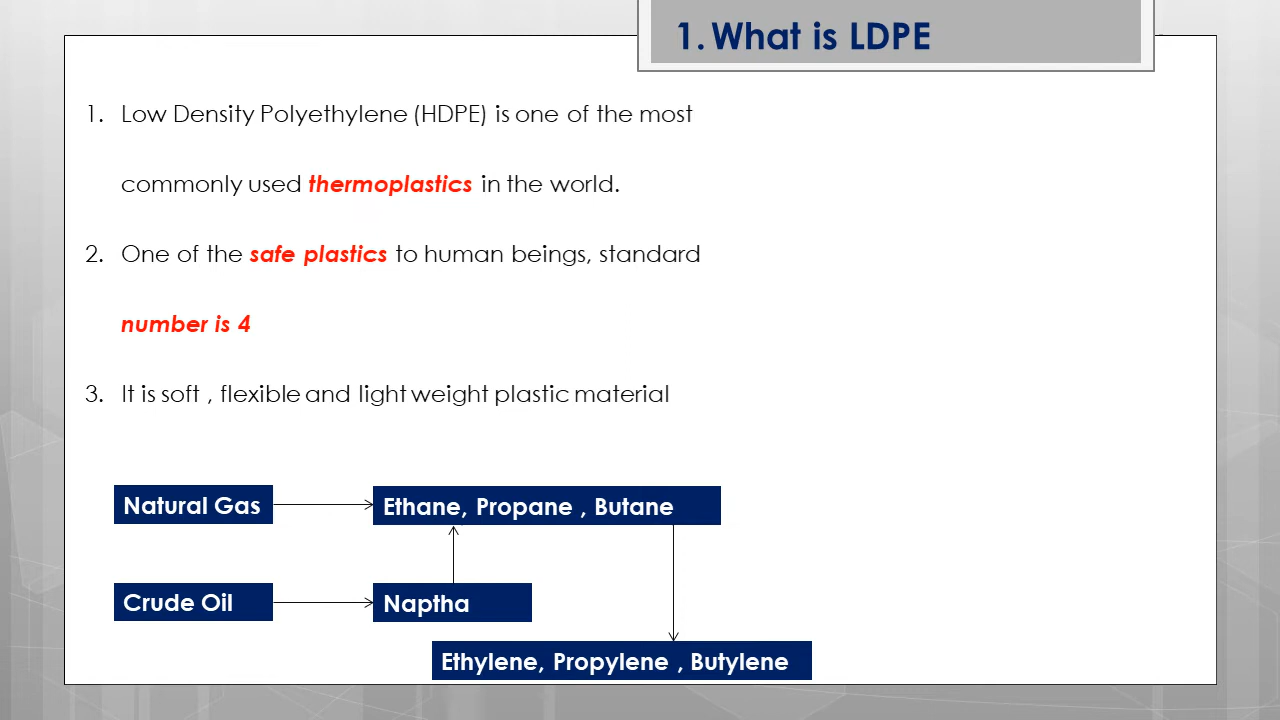 1. What is LDPE
1. Low Density Polyethylene (HDPE) is one of the most
commonly used thermoplastics in the world.
2. One of the safe plastics to human beings, standard
number is 4
3. It is soft , flexible and light weight plastic material
Natural Gas
Ethane, Propane , Butane
Crude Oil
Naptha
Ethylene, Propylene , Butylene